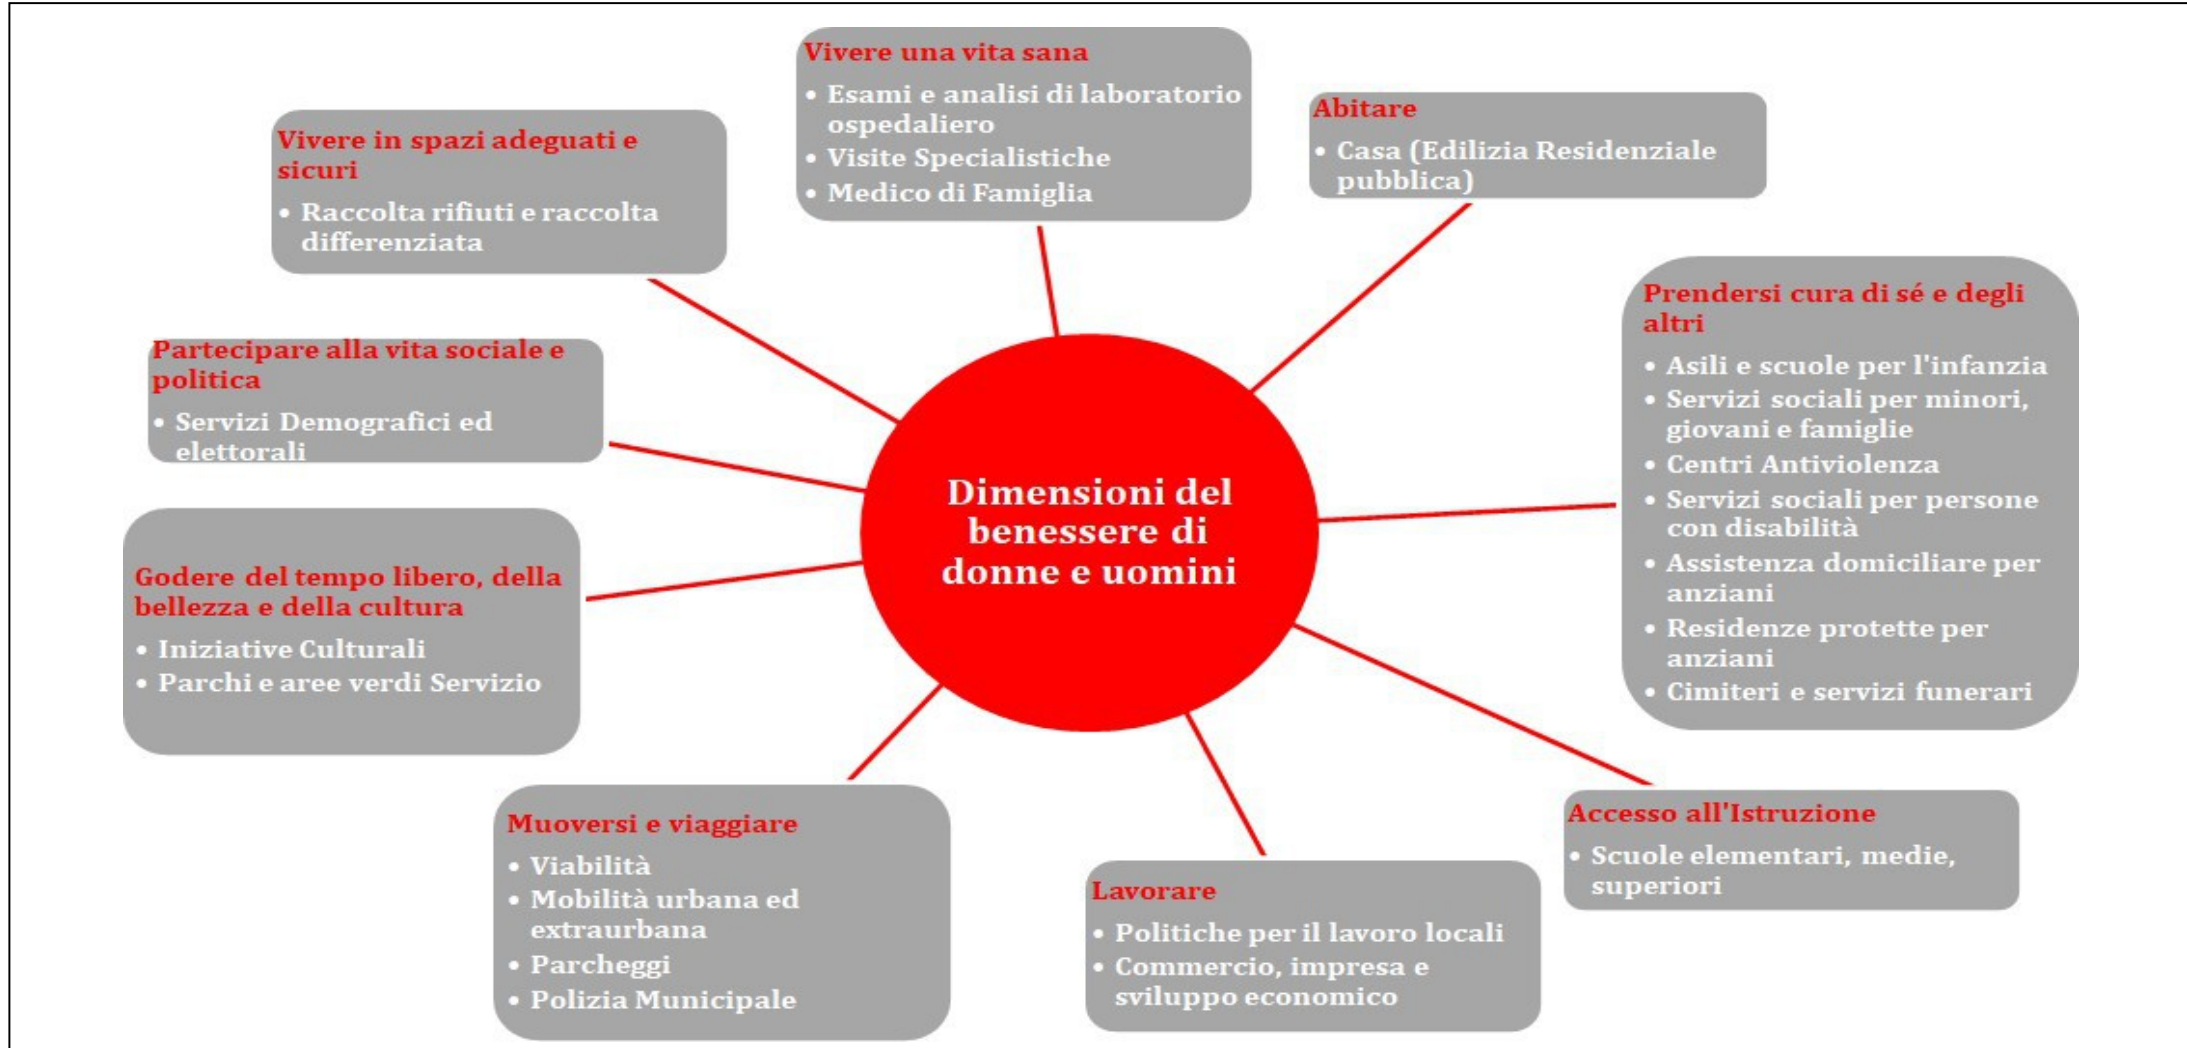 Vivere una vita sana
• Esami e analisi di laboratorio
ospedaliero
• Visite Specialistiche
• Medico di Famiglia
Abitare
• Casa (Edilizia Residenziale
pubblica)
Prendersi cura di sé e degli
altri
• Asili e scuole per l'infanzia
• Servizi sociali per minori,
giovani e famiglie
• Centri Antiviolenza
• Servizi sociali per persone
con disabilità
• Assistenza domiciliare per
anziani
• Residenze protette per
anziani
• Cimiteri e servizi funerari
Accesso all'Istruzione
• Scuole elementari, medie,
superiori
Lavorare
• Politiche per il lavoro locali
• Commercio, impresa e
sviluppo economico
Muoversi e viaggiare
• Viabilità
• Mobilità urbana ed
extraurbana
• Parcheggi
• Polizia Municipale
Godere del tempo libero, della
bellezza e della cultura
• Iniziative Culturali
• Parchi e aree verdi Servizio
Partecipare alla vita sociale e
politica
• Servizi Demografici ed
elettorali
Vivere in spazi adeguati e
sicuri
• Raccolta rifiuti e raccolta
differenziata
Dimensioni del
benessere di
donne e uomini